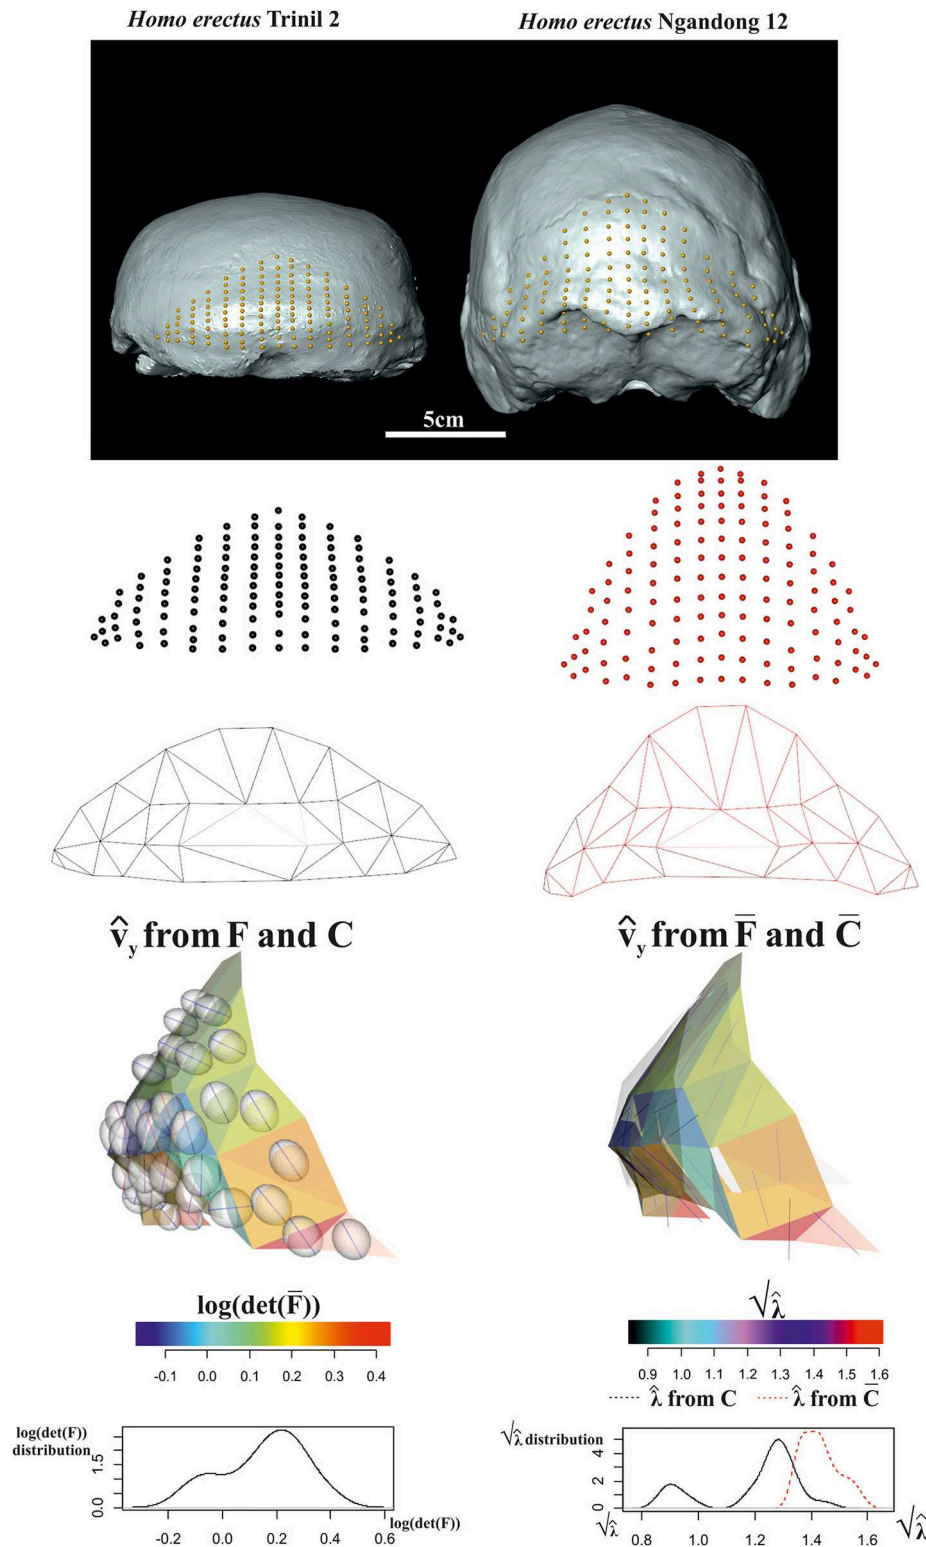 Homo erectus Trinil 2
Homo erectus Ngandong 12
5cm
v̂y from F and C
v̂y from F̅ and C̅
log(det(F̅))
-0.1 0.0 0.1 0.2 0.3 0.4
√λ̂
0.9 1.0 1.1 1.2 1.3 1.4 1.5 1.6
λ̂ from C λ̂ from C̅
log(det(F))
distribution
0.0 1.5
-0.2 0.0 0.2 0.4 0.6
log(det(F))
√λ̂ distribution
0 2 4
√λ̂
0.8 1.0 1.2 1.4 1.6
√λ̂